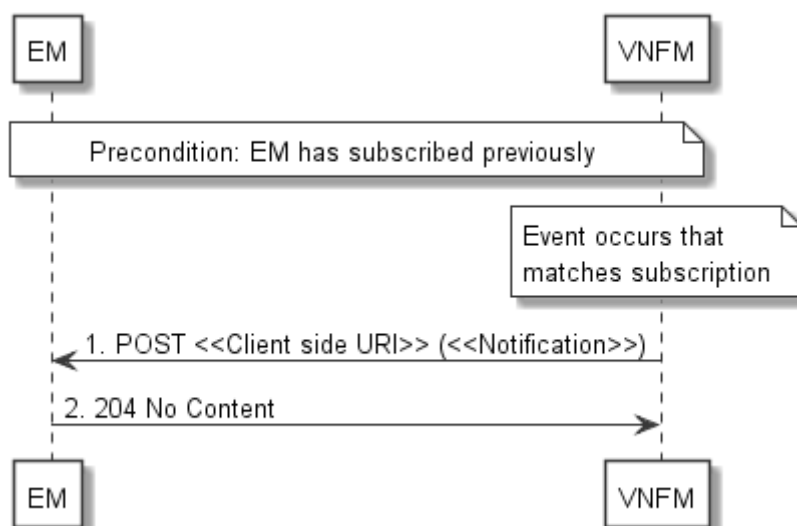 EM
VNFM
Precondition: EM has subscribed previously
Event occurs that
matches subscription
1. POST <<Client side URI>> (<<Notification>>)
2. 204 No Content
EM
VNFM